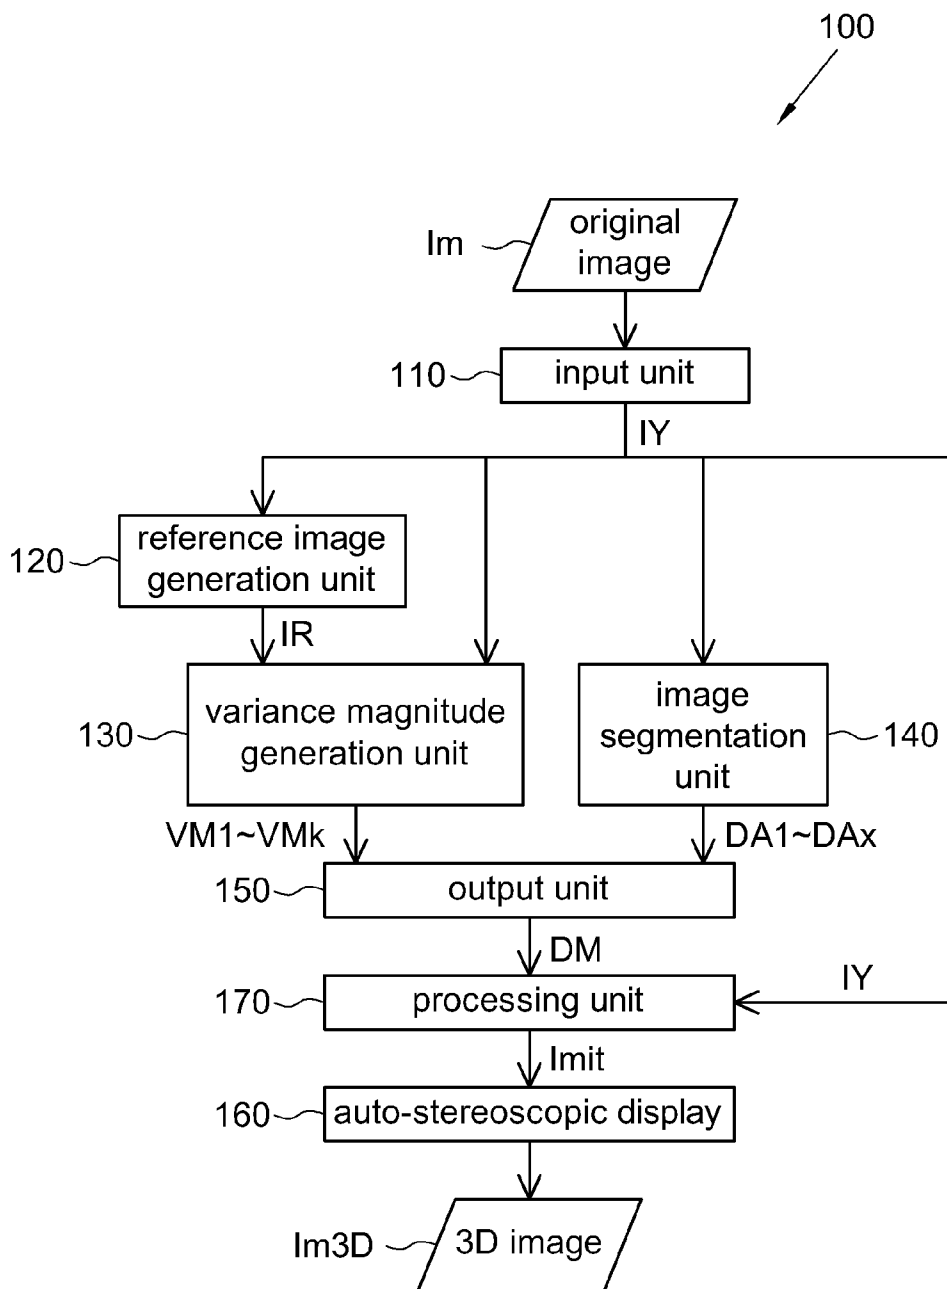 100
original
image
Im
input unit
110
IY
reference image
generation unit
120
IR
variance magnitude
generation unit
130
image
segmentation
unit
140
VM1~VMk
DA1~DAx
output unit
150
DM
IY
processing unit
170
Imit
auto-stereoscopic display
160
3D image
Im3D